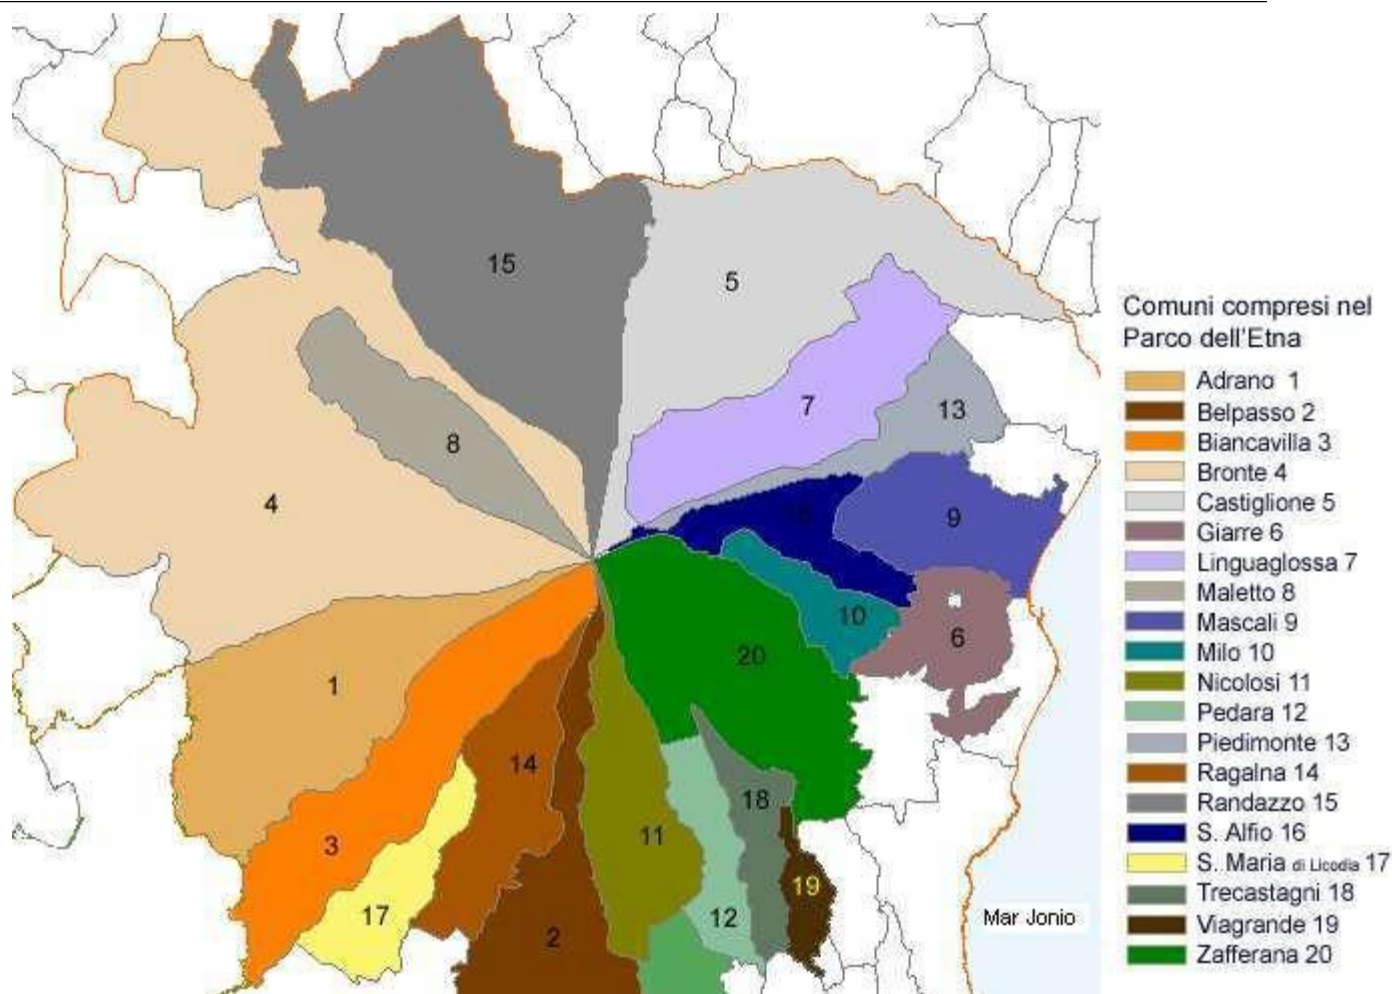 15
5
7
13
8
4
16
9
10
6
20
1
14
18
3
11
19
17
12
2
Mar Jonio
Comuni compresi nel
Parco dell'Etna
Adrano 1
Belpasso 2
Biancavilla 3
Bronte 4
Castiglione 5
Giarre 6
Linguaglossa 7
Maletto 8
Mascali 9
Milo 10
Nicolosi 11
Pedara 12
Piedimonte 13
Ragalna 14
Randazzo 15
S. Alfio 16
S. Maria di Licodia 17
Trecastagni 18
Viagrande 19
Zafferana 20